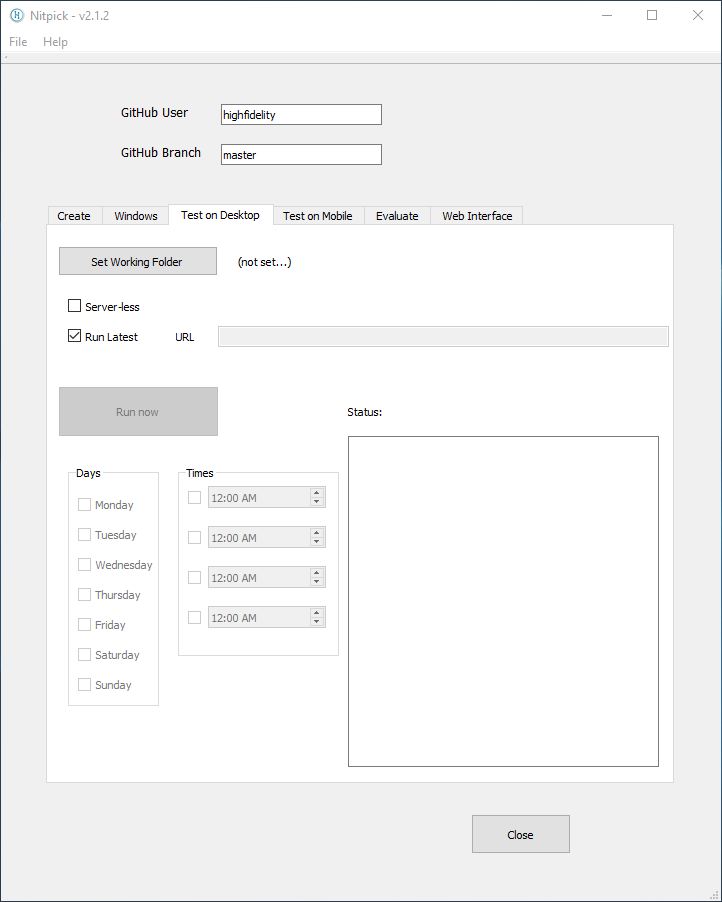 Nitpick - v2.1.2
File Help
GitHub User highfidelity
GitHub Branch master
Create Windows Test on Desktop Test on Mobile Evaluate Web Interface
Set Working Folder (not set...)
Server-less
Run Latest URL
Run now
Status:
Days
Monday
Tuesday
Wednesday
Thursday
Friday
Saturday
Sunday
Times
12:00 AM
12:00 AM
12:00 AM
12:00 AM
Close